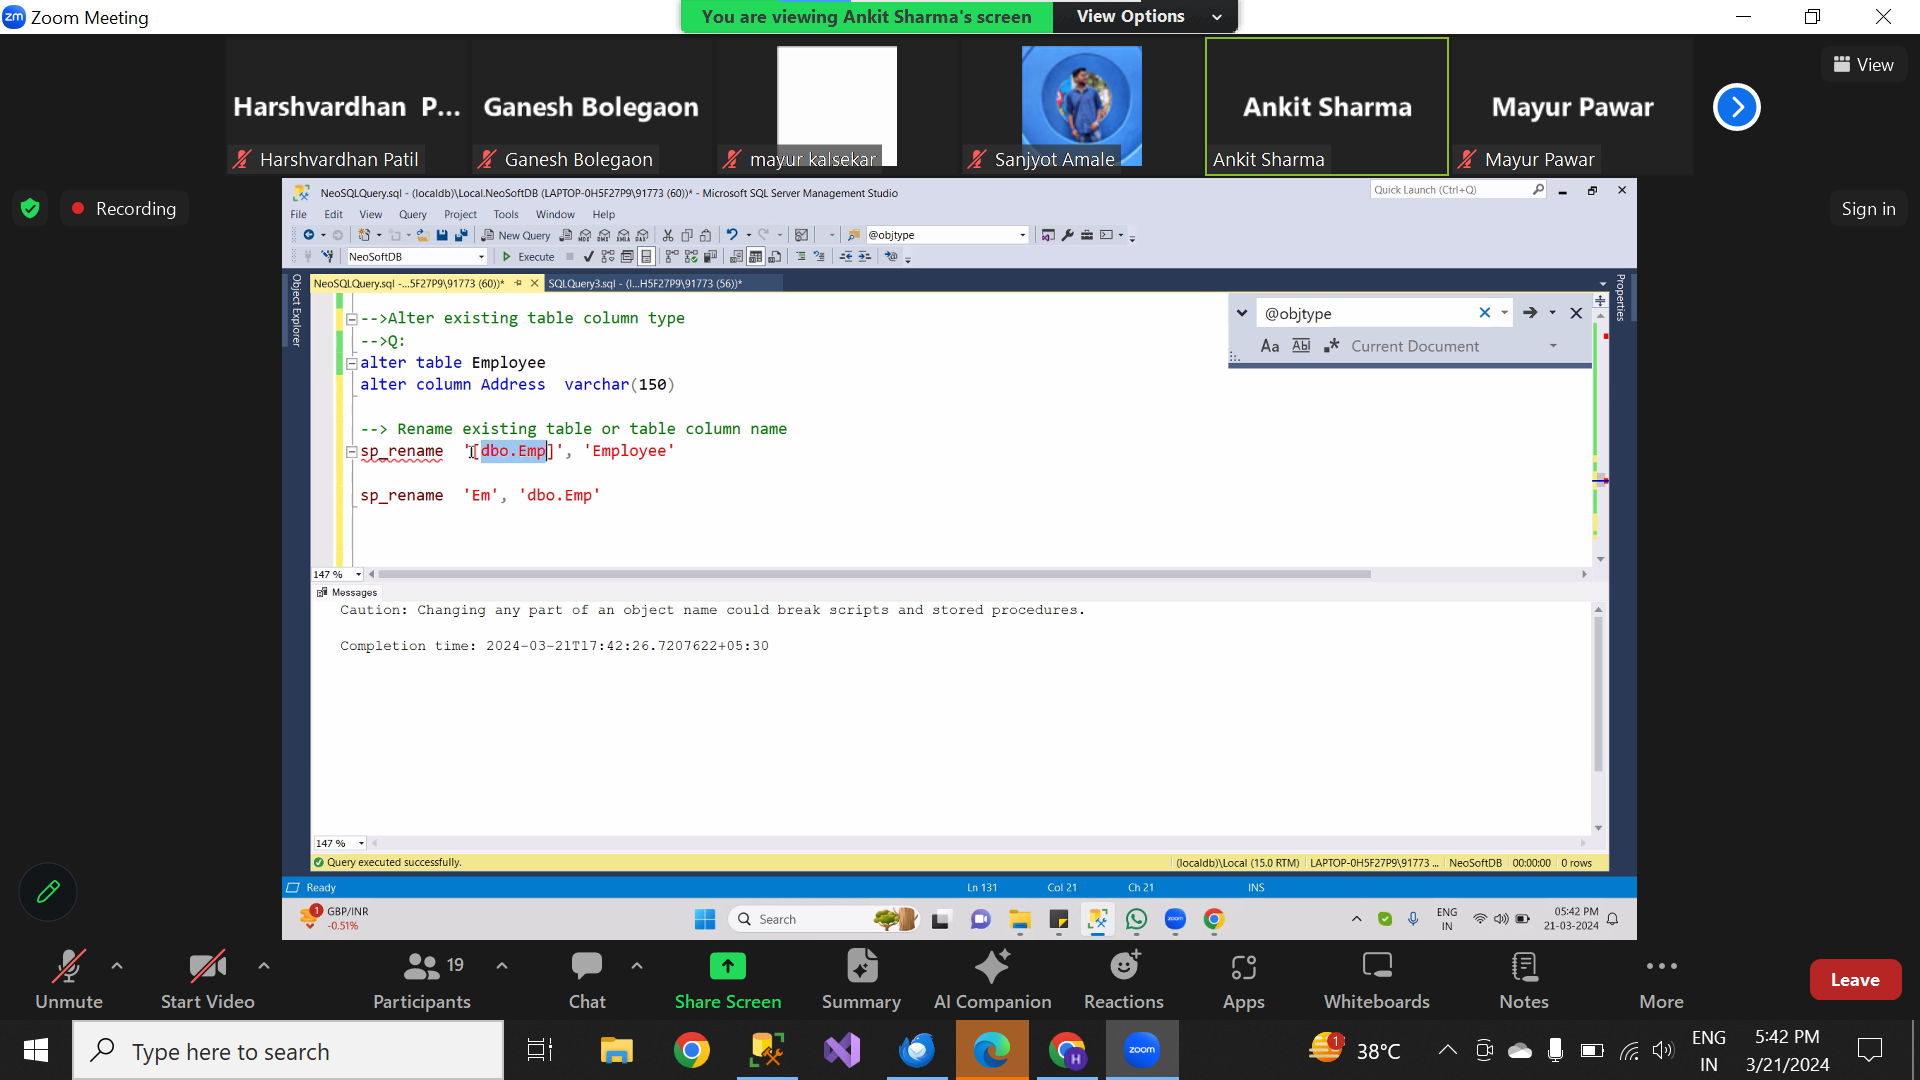 zm Zoom Meeting
You are viewing Ankit Sharma's screen
View Options
Harshvardhan P...
Ganesh Bolegaon
Ankit Sharma
Mayur Pawar
View
Harshvardhan Patil
Ganesh Bolegaon
mayur kalsekar
Sanjyot Amale
Ankit Sharma
Mayur Pawar
Recording
Sign in
NeoSQLQuery.sql - (localdb)\Local.NeoSoftDB (LAPTOP-0H5F27P9\91773 (60))* - Microsoft SQL Server Management Studio
Quick Launch (Ctrl+Q)
File Edit View Query Project Tools Window Help
New Query
@objtype
NeoSoftDB
Execute
Object Explorer
NeoSQLQuery.sql -...5F27P9\91773 (60))*
SQLQuery3.sql - (l...H5F27P9\91773 (56))*
Properties
@objtype
Aa Abl Current Document
-->Alter existing table column type
-->Q:
alter table Employee
alter column Address varchar(150)
--> Rename existing table or table column name
sp_rename '[dbo.Emp]', 'Employee'
sp_rename 'Em', 'dbo.Emp'
147 %
Messages
Caution: Changing any part of an object name could break scripts and stored procedures.
Completion time: 2024-03-21T17:42:26.7207622+05:30
147 %
Query executed successfully.
(localdb)\Local (15.0 RTM) LAPTOP-0H5F27P9\91773 ... NeoSoftDB 00:00:00 0 rows
Ready
Ln 131 Col 21 Ch 21 INS
1 GBP/INR
-0.51%
Search
zoom
ENG
IN
05:42 PM
21-03-2024
Unmute
Start Video
19
Participants
Chat
Share Screen
Summary
AI Companion
Reactions
Apps
Whiteboards
Notes
More
Leave
Type here to search
H
zoom
1
38°C
ENG
IN
5:42 PM
3/21/2024